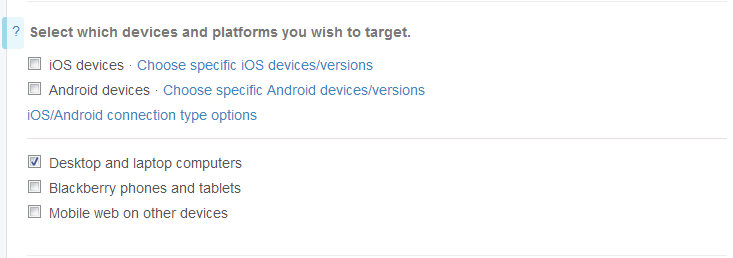 ? Select which devices and platforms you wish to target.
iOS devices · Choose specific iOS devices/versions
Android devices · Choose specific Android devices/versions
iOS/Android connection type options
Desktop and laptop computers
Blackberry phones and tablets
Mobile web on other devices